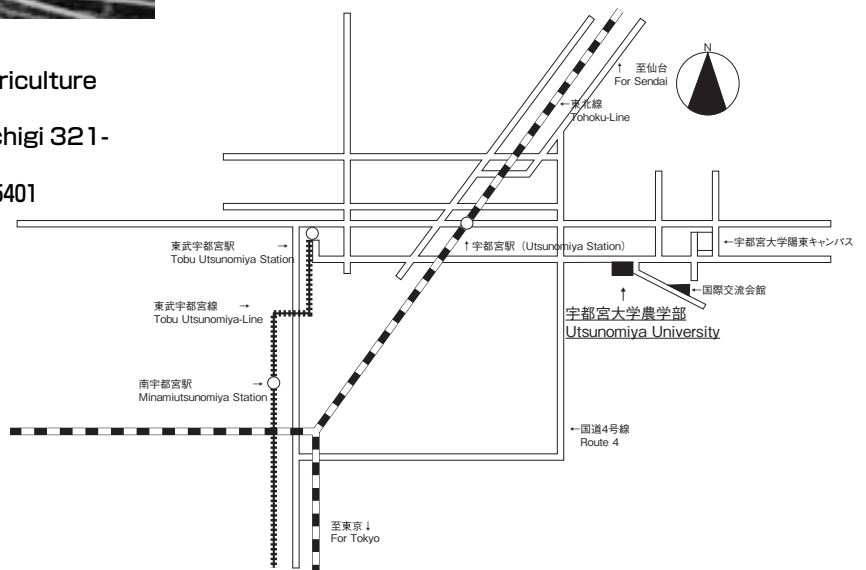 riculture
chigi 321-
5401
N
↑ 至仙台
For Sendai
←東北線
Tohoku-Line
東武宇都宮駅 →
Tobu Utsunomiya Station
↑宇都宮駅（Utsunomiya Station）
←宇都宮大学陽東キャンパス
←国際交流会館
東武宇都宮線 →
Tobu Utsunomiya-Line
↑
宇都宮大学農学部
Utsunomiya University
南宇都宮駅 →
Minamiutsunomiya Station
←国道4号線
Route 4
至東京↓
For Tokyo